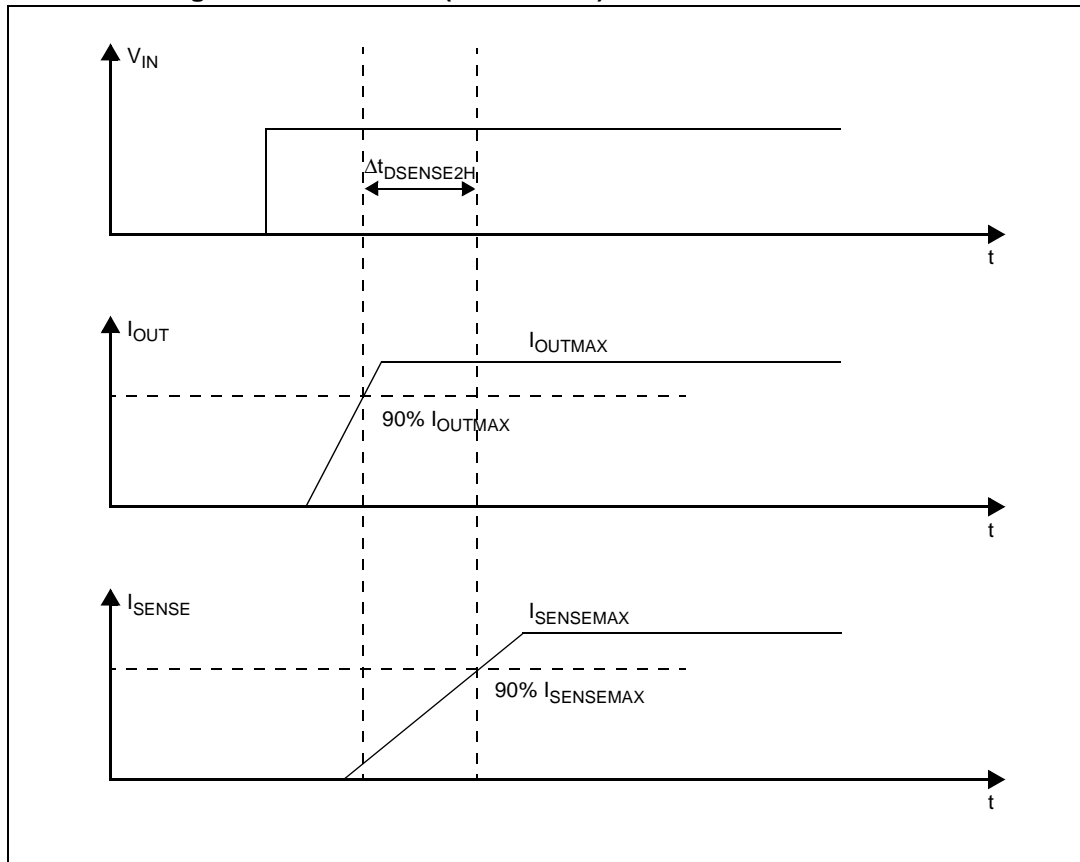 V_IN
Δt_DSENSE2H
t
I_OUT
I_OUTMAX
90% I_OUTMAX
t
I_SENSE
I_SENSEMAX
90% I_SENSEMAX
t